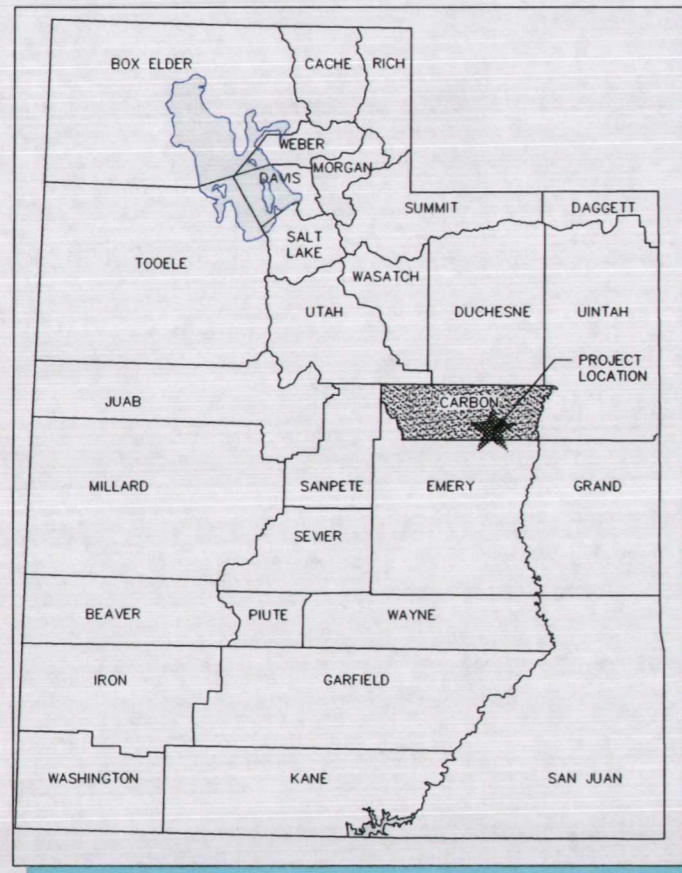 BOX ELDER
CACHE
RICH
WEBER
DAVIS
MORGAN
SUMMIT
DAGGETT
SALT
LAKE
TOOELE
WASATCH
UTAH
DUCHESNE
UINTAH
PROJECT
LOCATION
JUAB
CARBON
MILLARD
SANPETE
EMERY
GRAND
SEVIER
BEAVER
PIUTE
WAYNE
IRON
GARFIELD
WASHINGTON
KANE
SAN JUAN